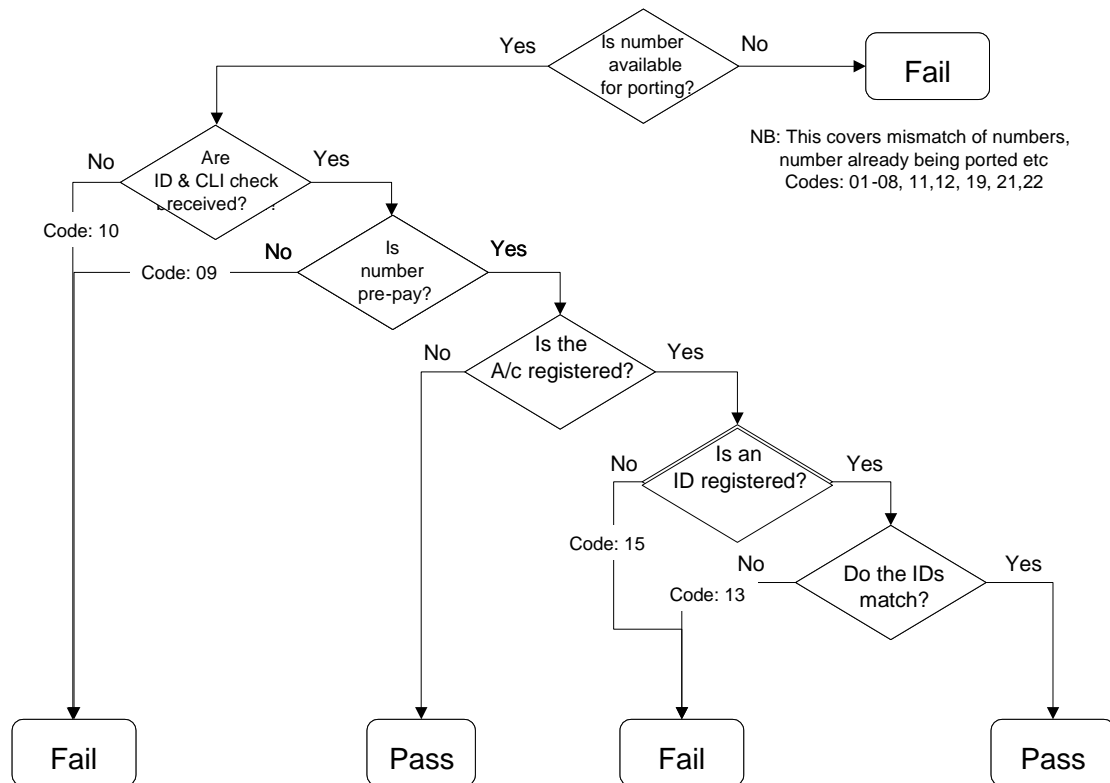 Yes
Is number
available
for porting?
No
Fail
NB: This covers mismatch of numbers,
number already being ported etc
Codes: 01-08, 11,12, 19, 21,22
No
Are
ID & CLI check
received?
Yes
Code: 10
No
Code: 09
Is
number
pre-pay?
Yes
No
Is the
A/c registered?
Yes
No
Is an
ID registered?
Yes
Code: 15
No
Code: 13
Do the IDs
match?
Yes
Fail
Pass
Fail
Pass